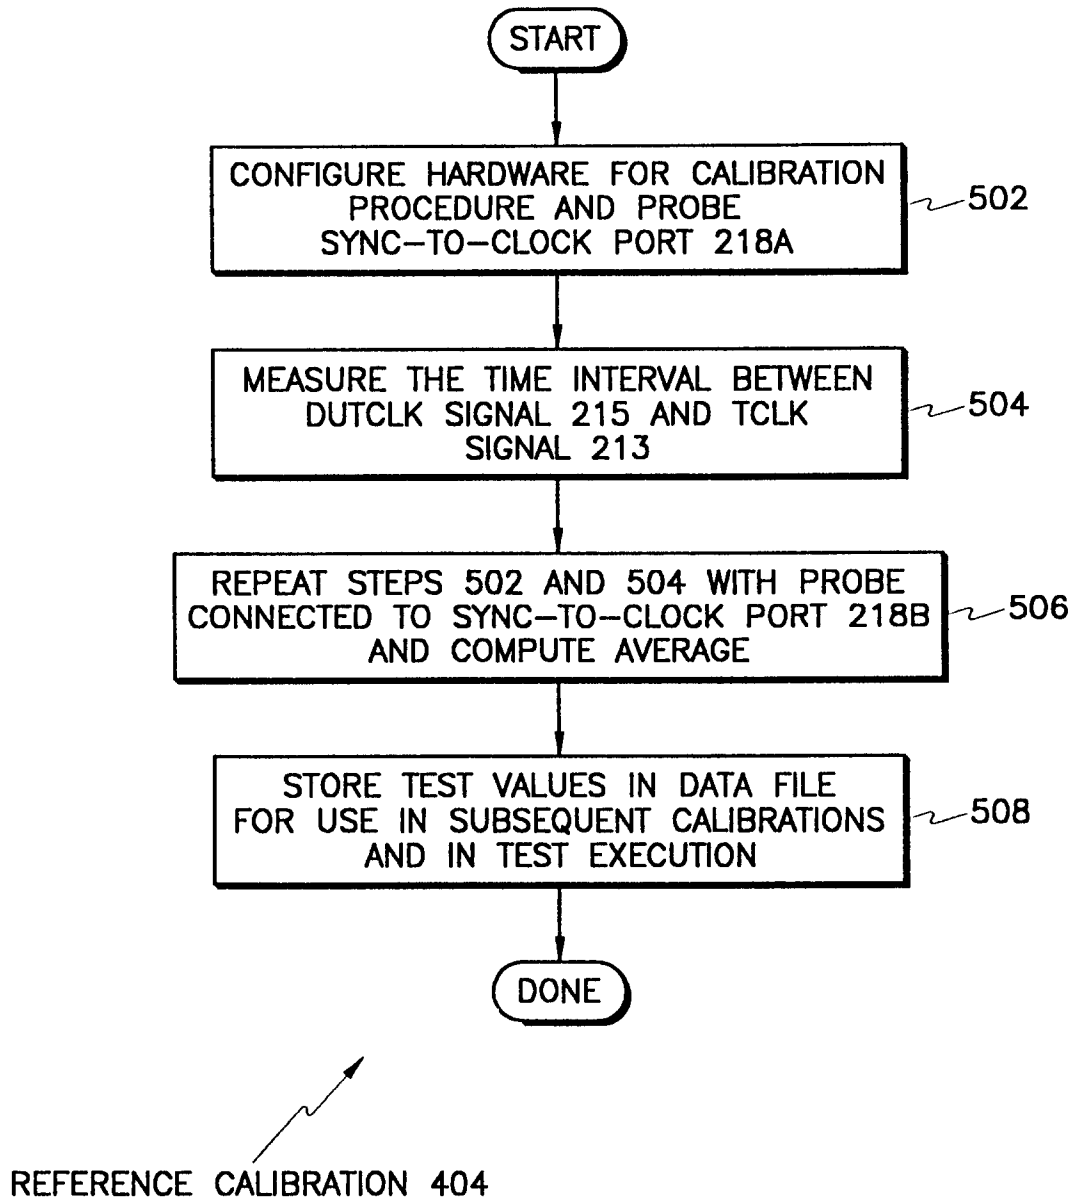 START
CONFIGURE HARDWARE FOR CALIBRATION
PROCEDURE AND PROBE
SYNC-TO-CLOCK PORT 218A
502
MEASURE THE TIME INTERVAL BETWEEN
DUTCLK SIGNAL 215 AND TCLK
SIGNAL 213
504
REPEAT STEPS 502 AND 504 WITH PROBE
CONNECTED TO SYNC-TO-CLOCK PORT 218B
AND COMPUTE AVERAGE
506
STORE TEST VALUES IN DATA FILE
FOR USE IN SUBSEQUENT CALIBRATIONS
AND IN TEST EXECUTION
508
DONE
REFERENCE CALIBRATION 404